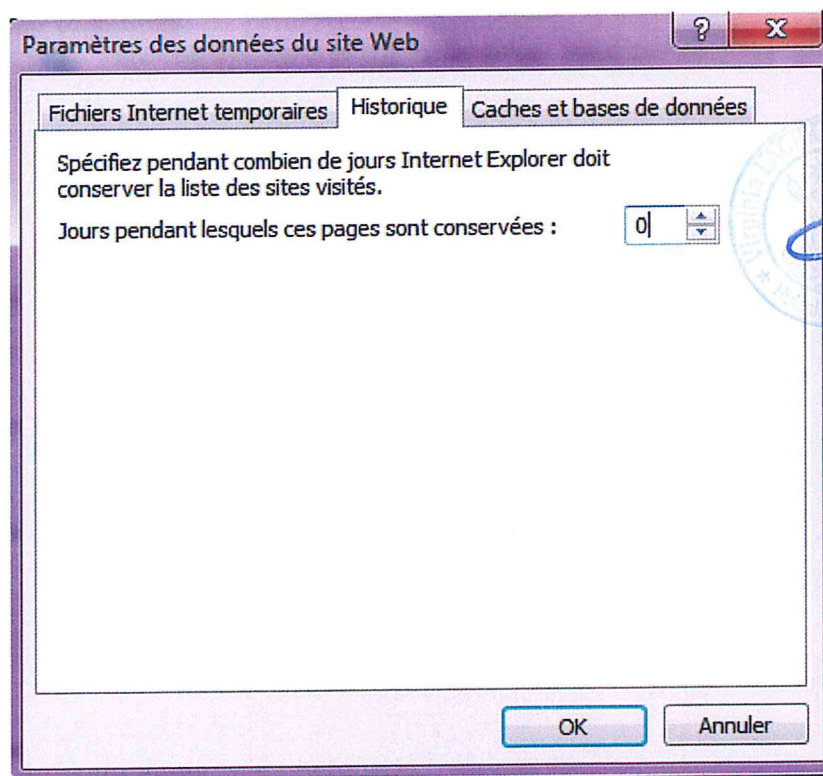 Paramètres des données du site Web
Fichiers Internet temporaires
Historique
Caches et bases de données
Spécifiez pendant combien de jours Internet Explorer doit
conserver la liste des sites visités.
Jours pendant lesquels ces pages sont conservées :
0
OK
Annuler